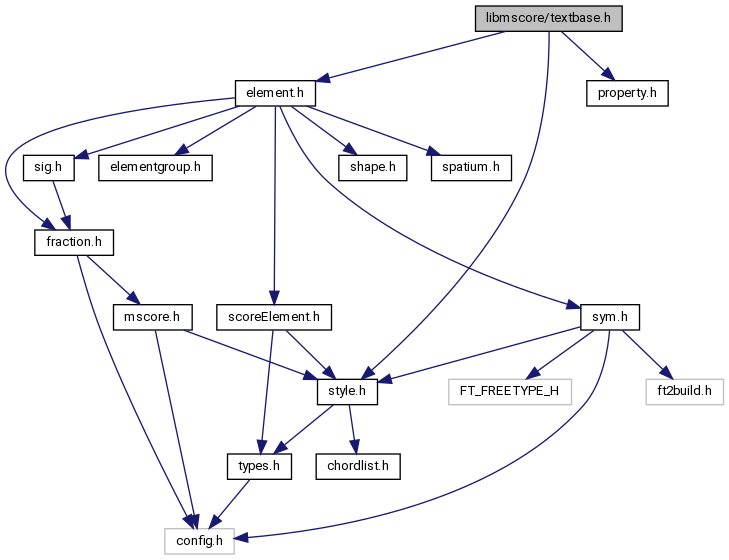 libmscore/textbase.h
element.h
property.h
sig.h
elementgroup.h
shape.h
spatium.h
fraction.h
mscore.h
scoreElement.h
sym.h
style.h
FT_FREETYPE_H
ft2build.h
types.h
chordlist.h
config.h